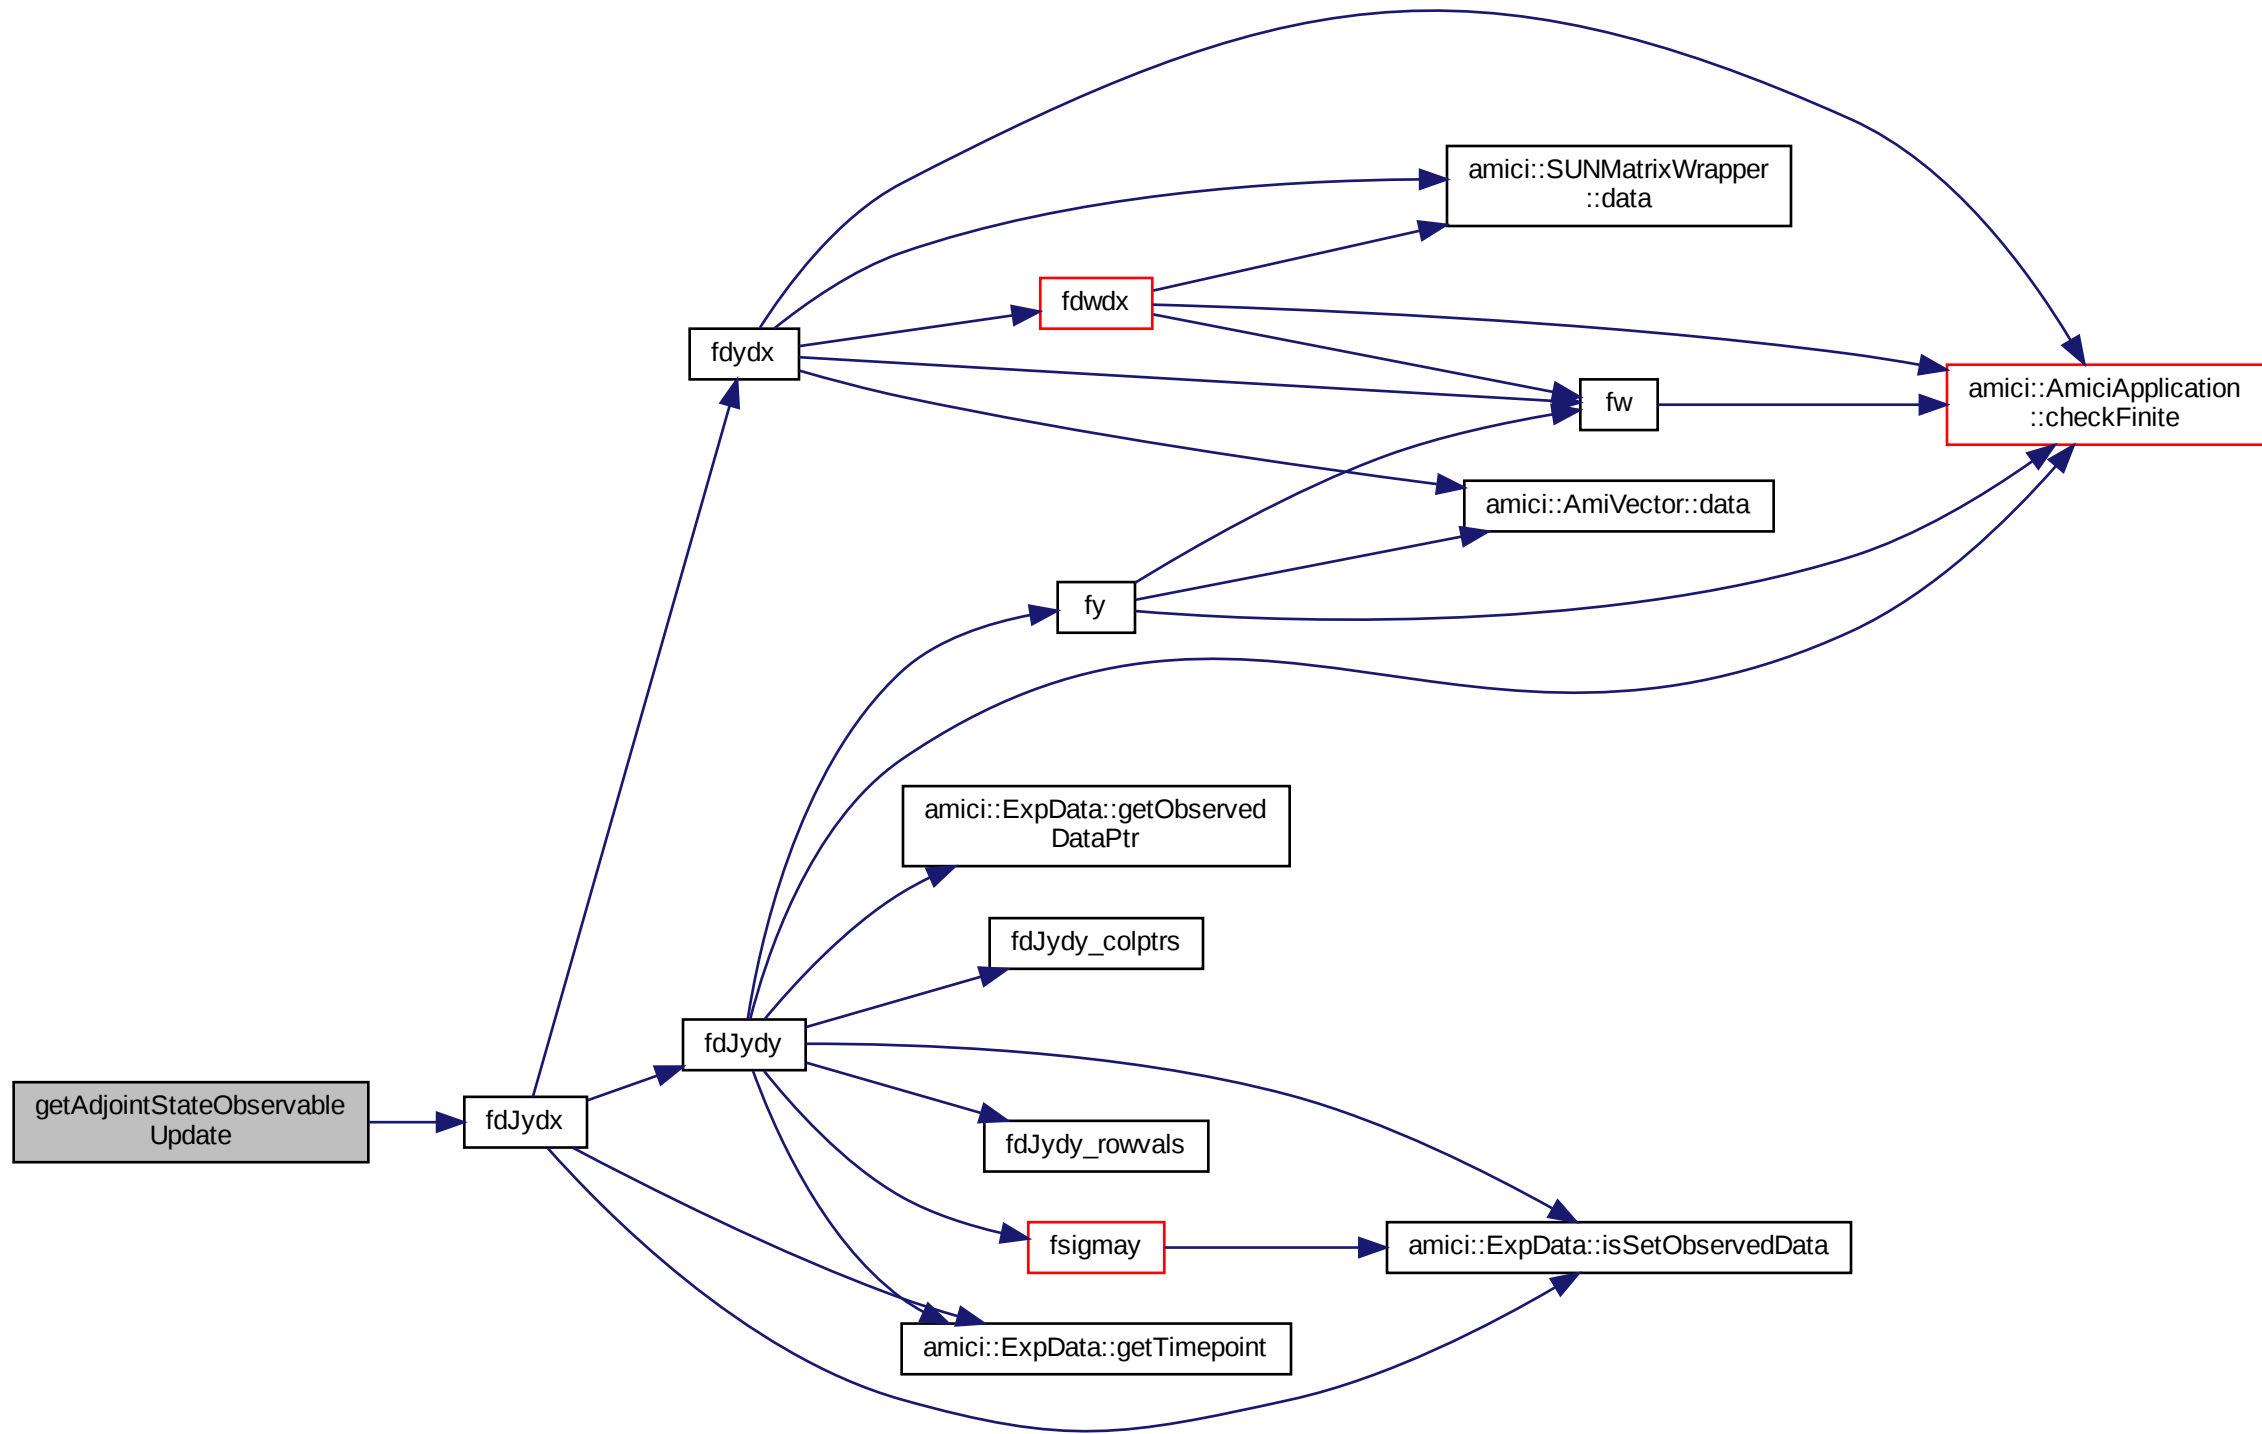 getAdjointStateObservable
Update
fdJydx
fdydx
fdJydy
fdwdx
fy
amici::ExpData::getObserved
DataPtr
fdJydy_colptrs
fdJydy_rowvals
fsigmay
amici::ExpData::getTimepoint
amici::SUNMatrixWrapper
::data
fw
amici::AmiVector::data
amici::ExpData::isSetObservedData
amici::AmiciApplication
::checkFinite